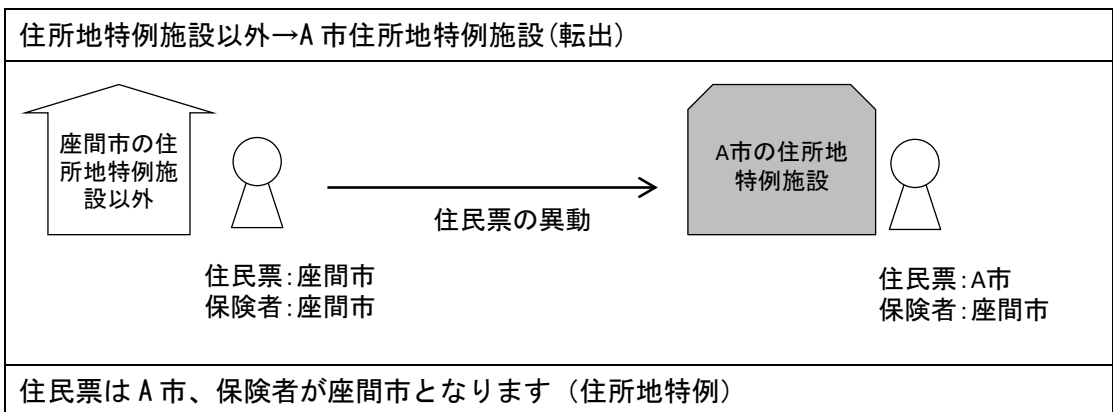 住所地特例施設以外→A市住所地特例施設(転出)
座間市の住
所地特例施
設以外
A市の住所地
特例施設
住民票の異動
住民票:座間市
保険者:座間市
住民票:A市
保険者:座間市
住民票はA市、保険者が座間市となります（住所地特例）